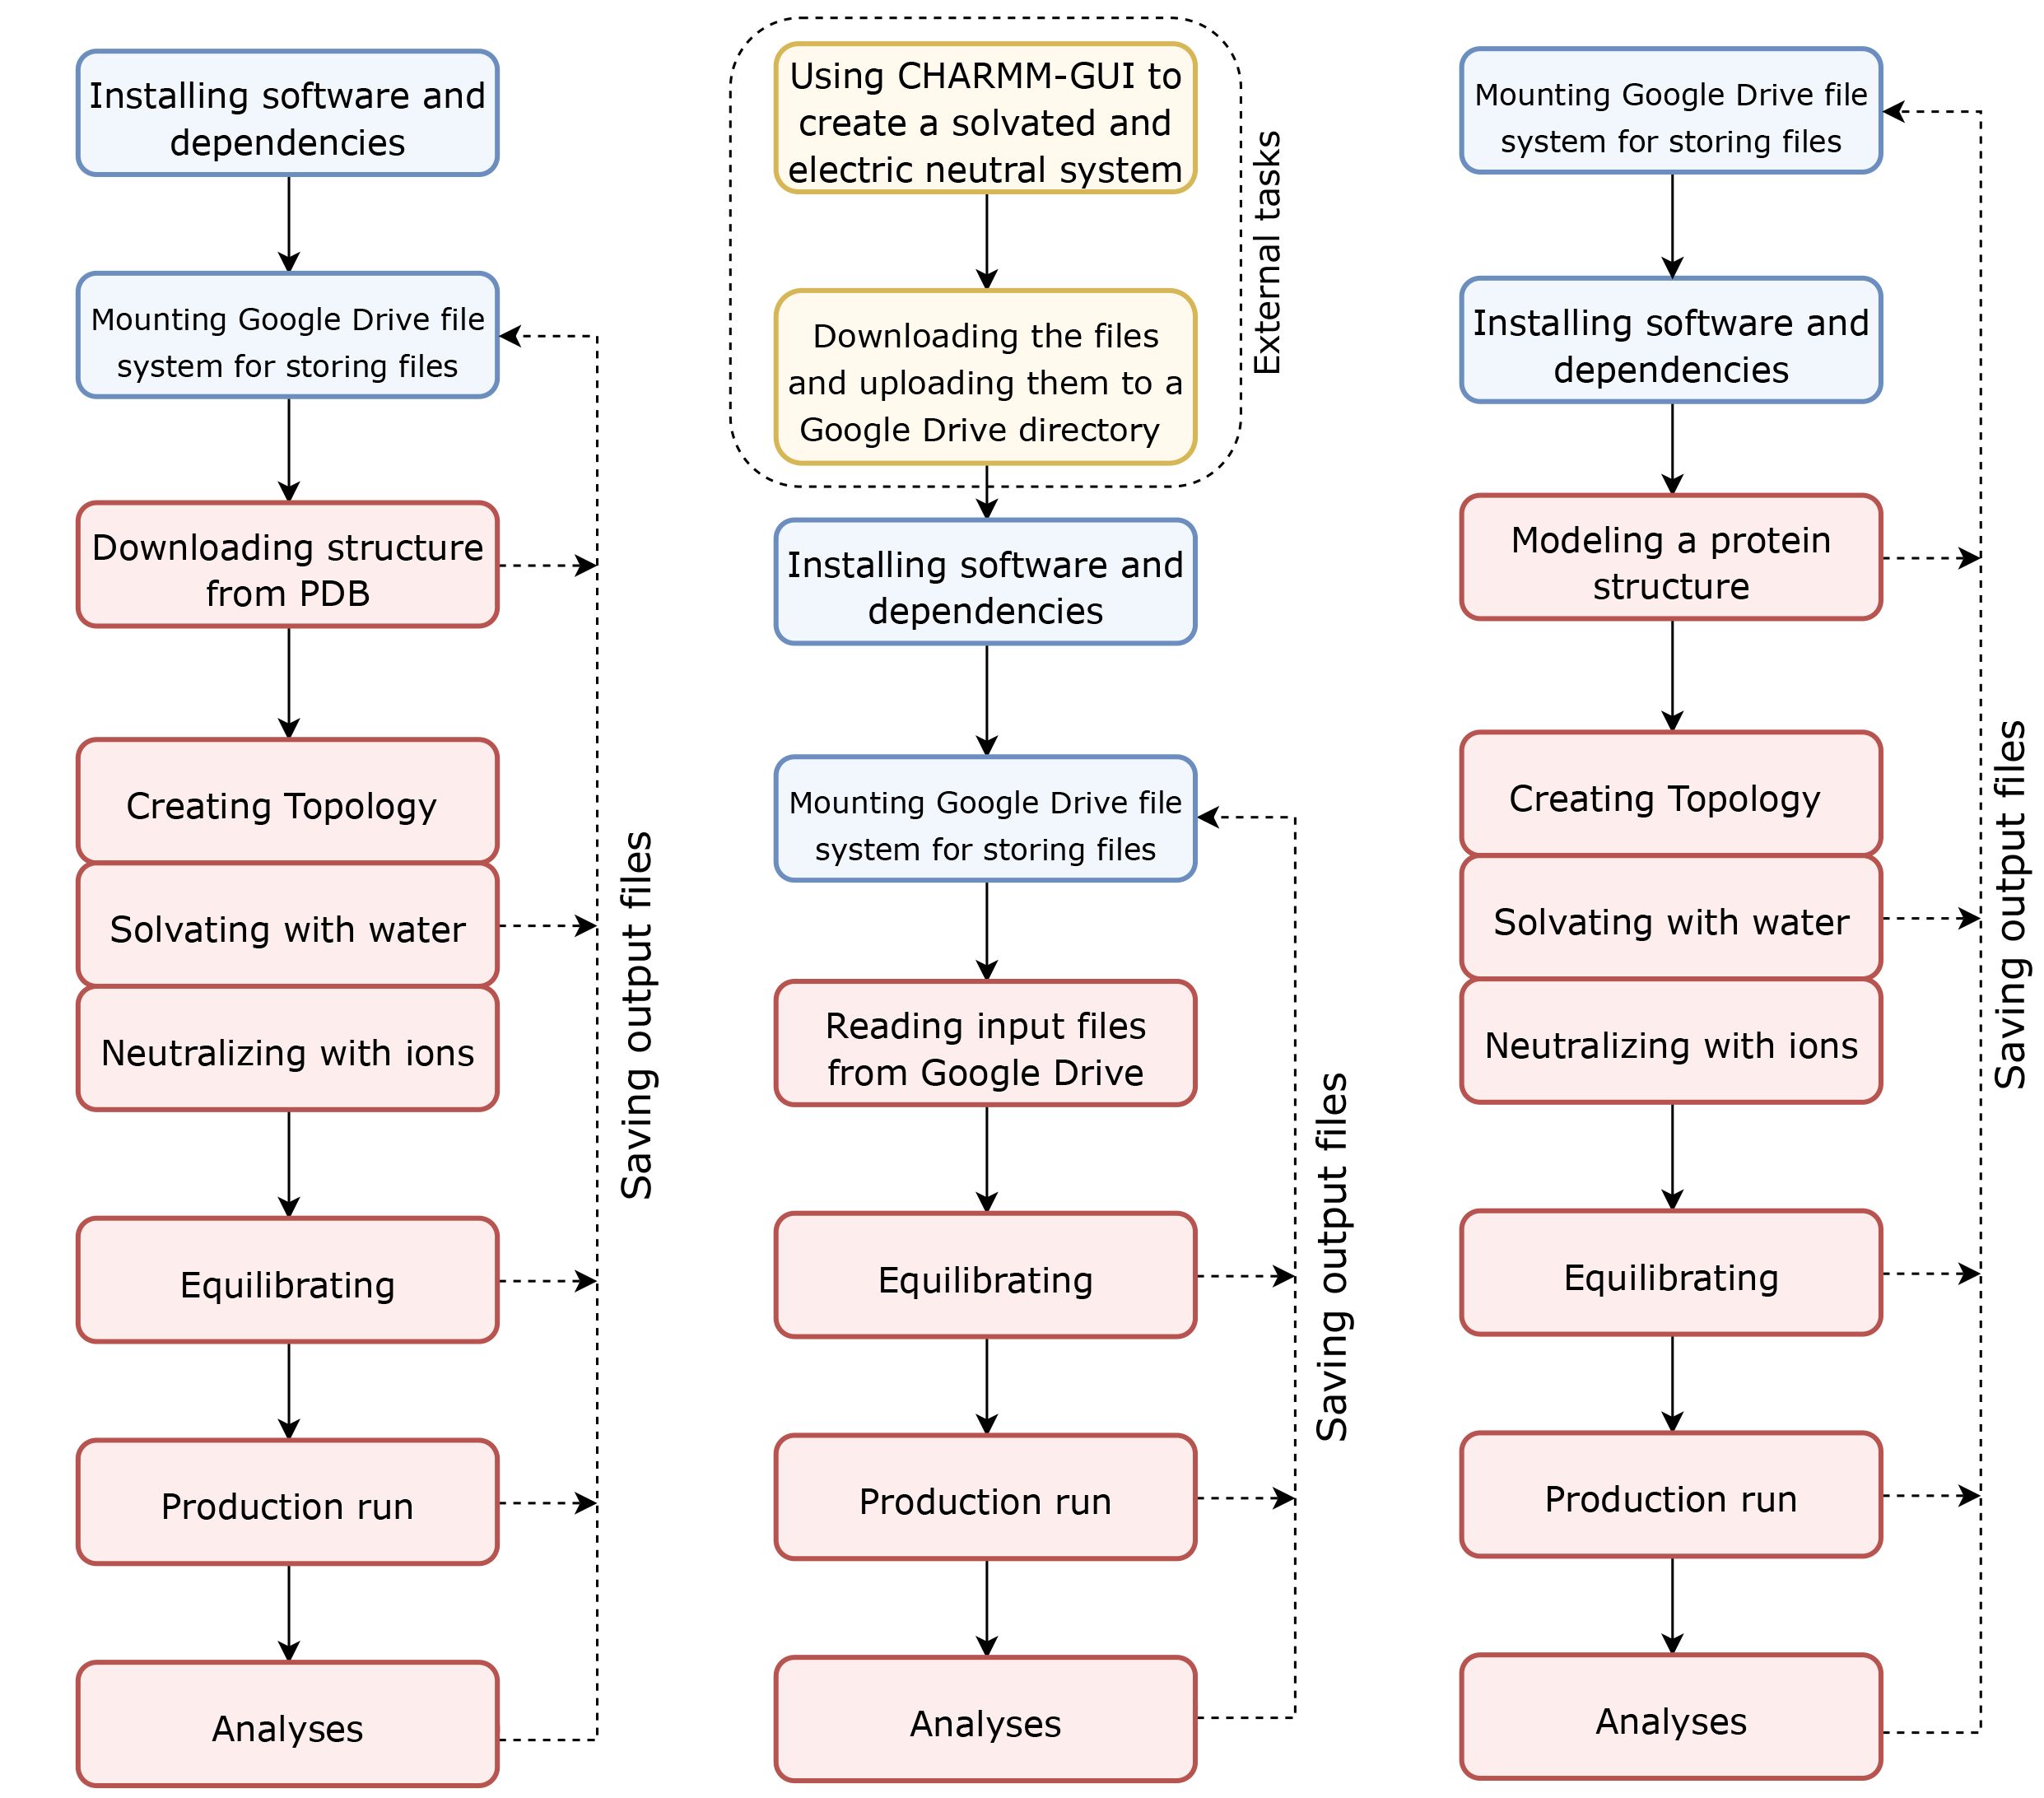 Installing software and
dependencies
Mounting Google Drive file
system for storing files
Downloading structure
from PDB
Creating Topology
Solvating with water
Neutralizing with ions
Equilibrating
Production run
Analyses
Saving output files
Using CHARMM-GUI to
create a solvated and
electric neutral system
Downloading the files
and uploading them to a
Google Drive directory
External tasks
Installing software and
dependencies
Mounting Google Drive file
system for storing files
Reading input files
from Google Drive
Equilibrating
Production run
Analyses
Saving output files
Mounting Google Drive file
system for storing files
Installing software and
dependencies
Modeling a protein
structure
Creating Topology
Solvating with water
Neutralizing with ions
Equilibrating
Production run
Analyses
Saving output files